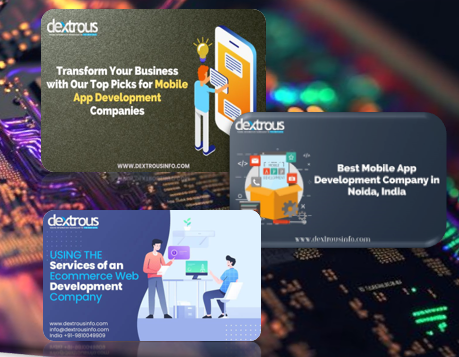 dextrous
Transform Your Business
with Our Top Picks for Mobile
App Development
Companies
WWW.DEXTROUSINFO.COM
dextrous
Best Mobile App
Development Company in
Noida, India
www.dextrousinfo.com
dextrous
USING THE
Services of an
Ecommerce Web
Development
Company
www.dextrousinfo.com
info@dextrousinfo.com
India +91-9810049909